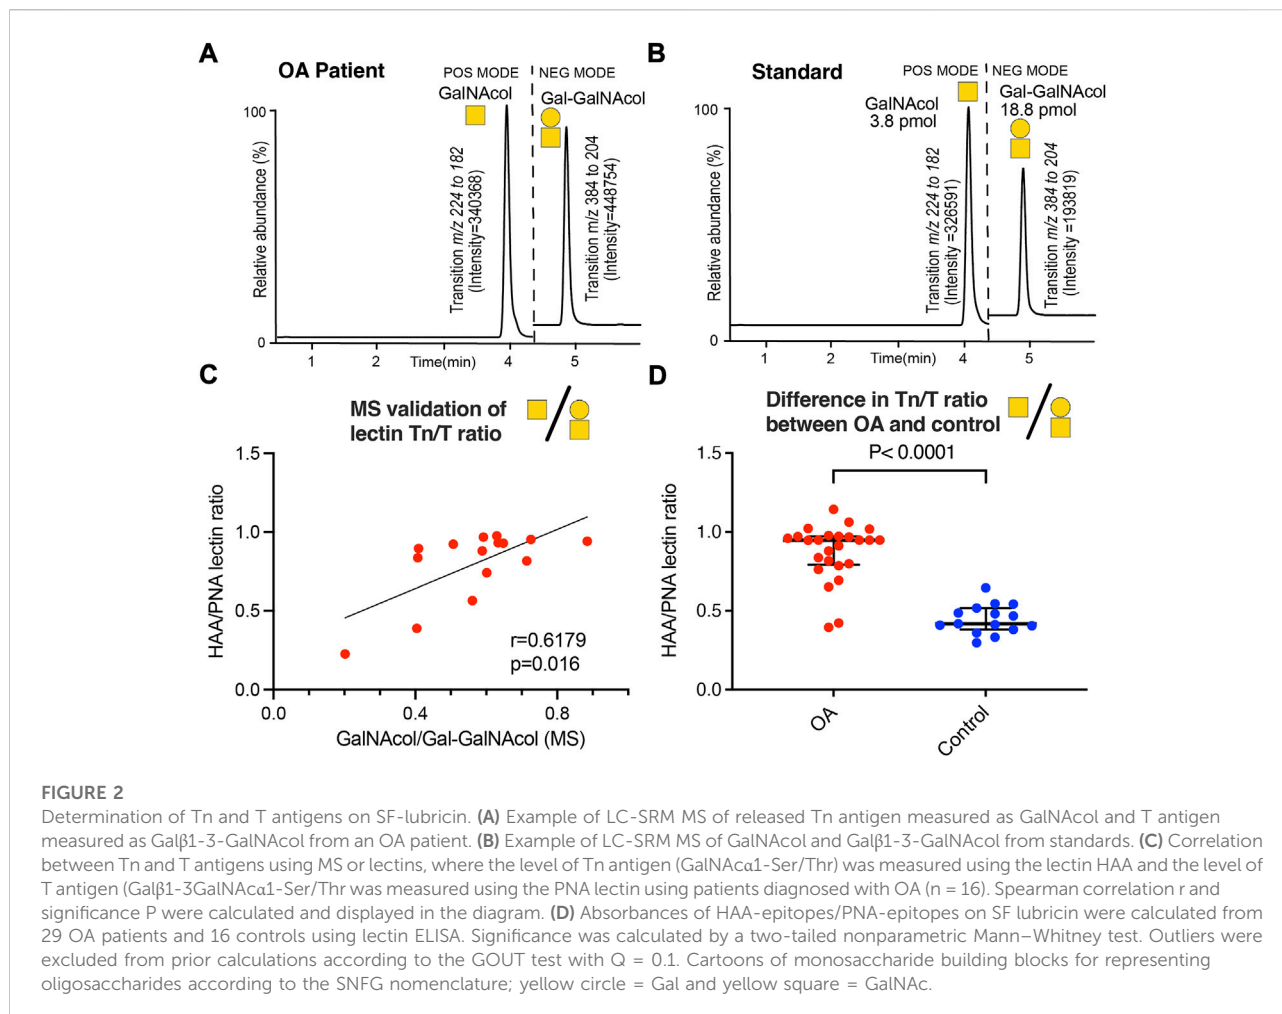 A
OA Patient
POS MODE
NEG MODE
GalNAcol
Gal-GalNAcol
100
Relative abundance (%)
0
Transition m/z 224 to 182
(Intensity=340368)
Transition m/z 384 to 204
(Intensity=448754)
1 2 Time(min) 4 5
B
Standard
POS MODE
NEG MODE
GalNAcol
3.8 pmol
Gal-GalNAcol
18.8 pmol
100
Relative abundance (%)
0
Transition m/z 224 to 182
(Intensity =326591)
Transition m/z 384 to 204
(Intensity =193819)
1 2 Time(min) 4 5
C
MS validation of
lectin Tn/T ratio
1.5
1.0
0.5
0.0
HAA/PNA lectin ratio
r=0.6179
p=0.016
0.0 0.4 0.8
GalNAcol/Gal-GalNAcol (MS)
D
Difference in Tn/T ratio
between OA and control
P< 0.0001
1.5
1.0
0.5
0.0
HAA/PNA lectin ratio
OA
Control
FIGURE 2
Determination of Tn and T antigens on SF-lubricin. (A) Example of LC-SRM MS of released Tn antigen measured as GalNAcol and T antigen
measured as Galβ1-3-GalNAcol from an OA patient. (B) Example of LC-SRM MS of GalNAcol and Galβ1-3-GalNAcol from standards. (C) Correlation
between Tn and T antigens using MS or lectins, where the level of Tn antigen (GalNAcα1-Ser/Thr) was measured using the lectin HAA and the level of
T antigen (Galβ1-3GalNAcα1-Ser/Thr was measured using the PNA lectin using patients diagnosed with OA (n = 16). Spearman correlation r and
significance P were calculated and displayed in the diagram. (D) Absorbances of HAA-epitopes/PNA-epitopes on SF lubricin were calculated from
29 OA patients and 16 controls using lectin ELISA. Significance was calculated by a two-tailed nonparametric Mann–Whitney test. Outliers were
excluded from prior calculations according to the GOUT test with Q = 0.1. Cartoons of monosaccharide building blocks for representing
oligosaccharides according to the SNFG nomenclature; yellow circle = Gal and yellow square = GalNAc.